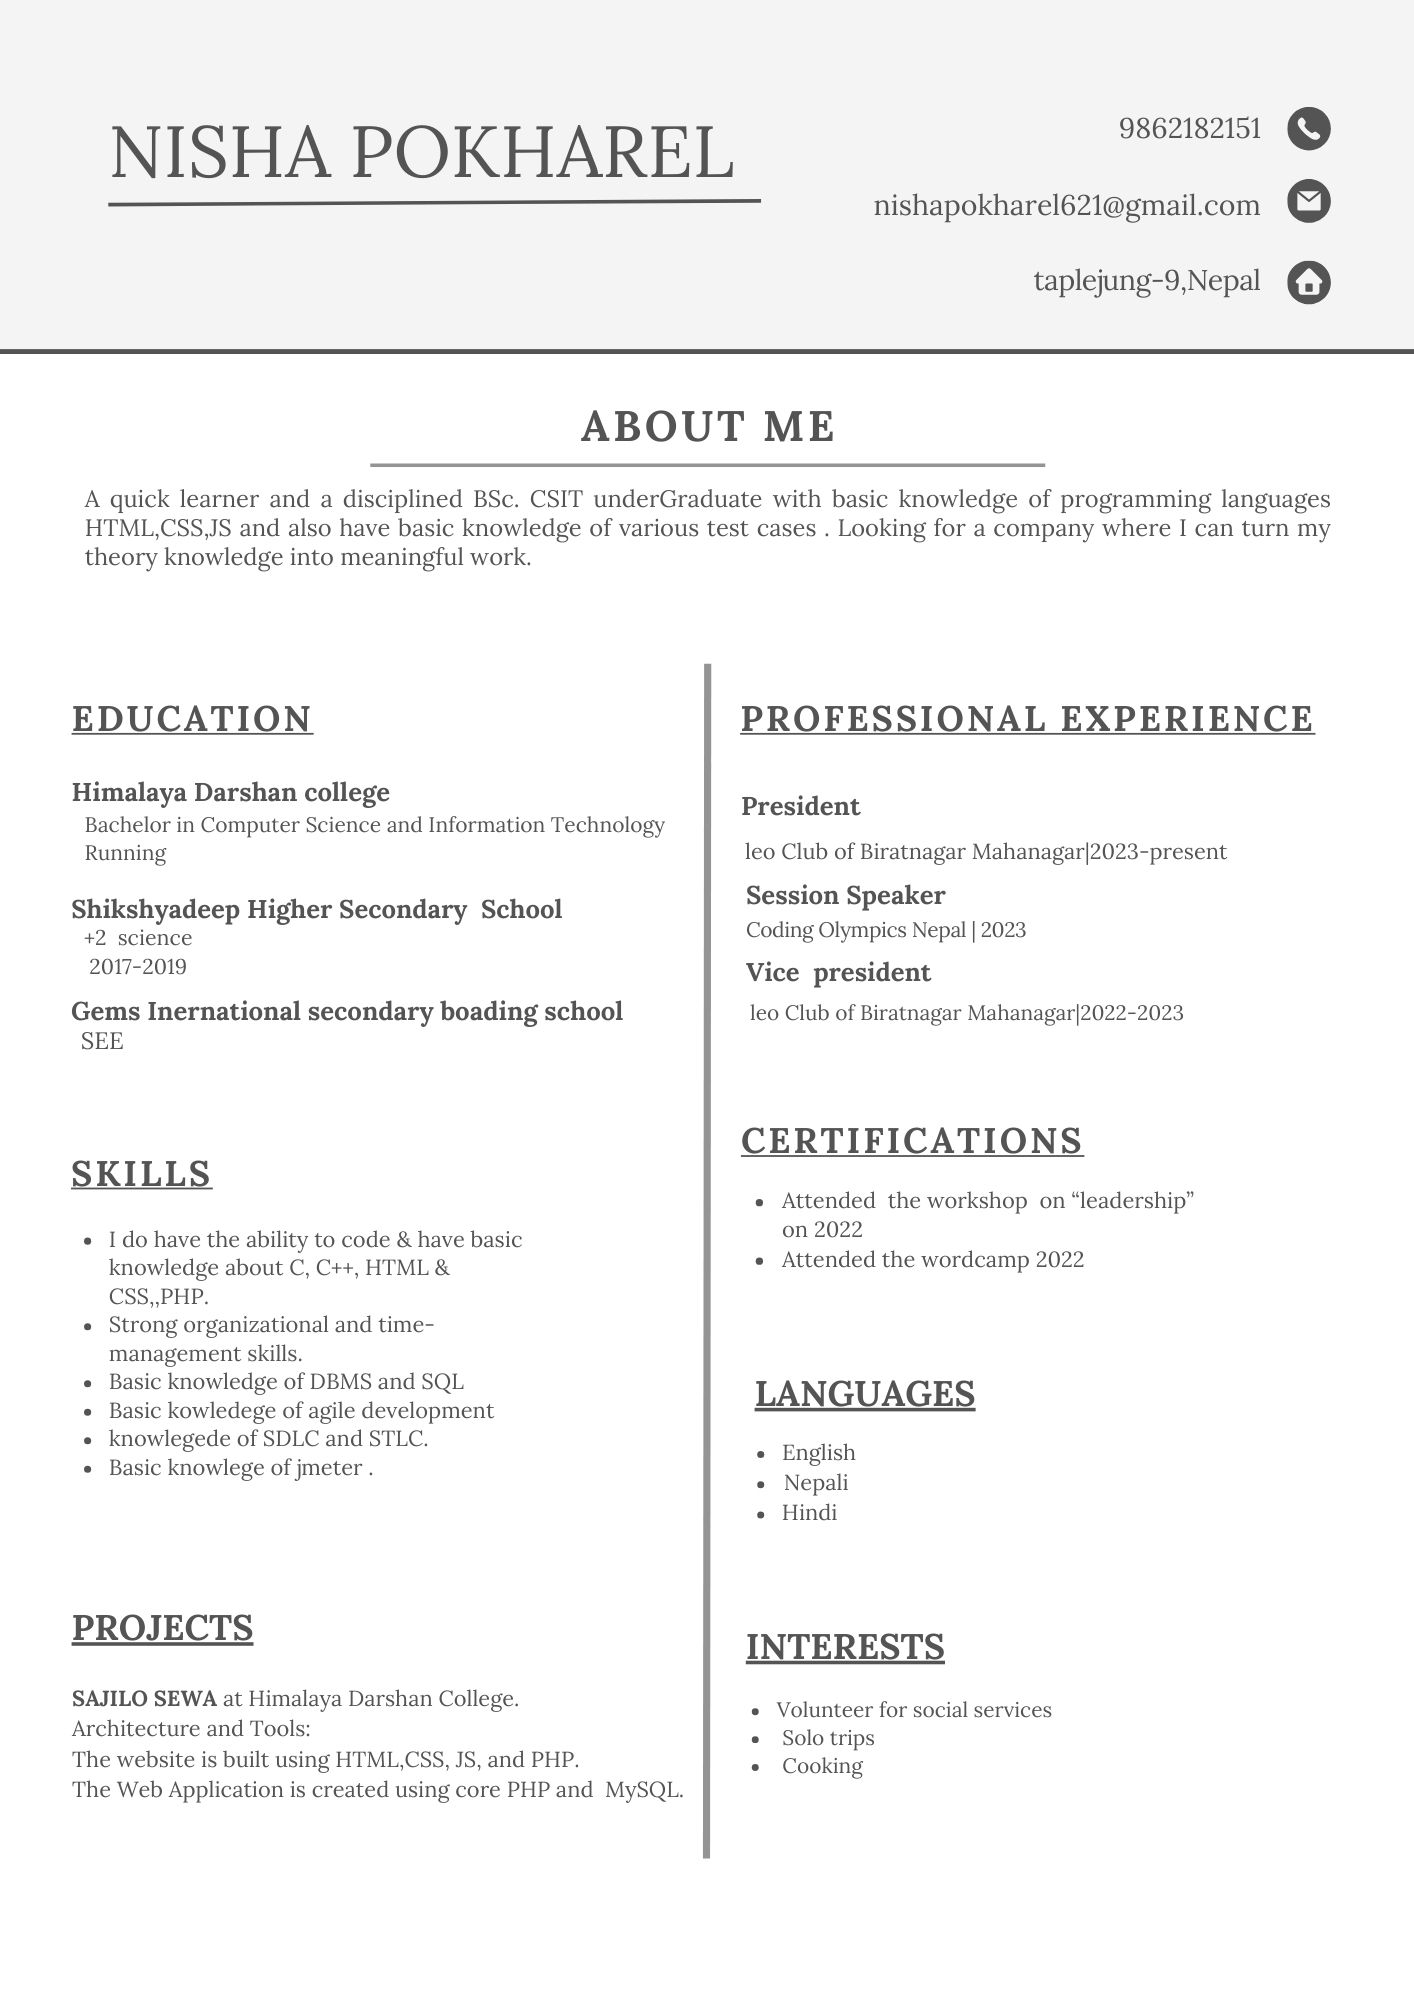 NISHA POKHAREL
9862182151
nishapokharel621@gmail.com
taplejung-9,Nepal
ABOUT ME
A quick learner and a disciplined BSc. CSIT underGraduate with basic knowledge of programming languages
HTML,CSS,JS and also have basic knowledge of various test cases . Looking for a company where I can turn my
theory knowledge into meaningful work.
EDUCATION
Himalaya Darshan college
Bachelor in Computer Science and Information Technology
Running
Shikshyadeep Higher Secondary School
+2 science
2017-2019
Gems Inernational secondary boading school
SEE
SKILLS
• I do have the ability to code & have basic
knowledge about C, C++, HTML &
CSS,,PHP.
• Strong organizational and time-
management skills.
• Basic knowledge of DBMS and SQL
• Basic kowledege of agile development
• knowlegede of SDLC and STLC.
• Basic knowlege of jmeter .
PROJECTS
SAJILO SEWA at Himalaya Darshan College.
Architecture and Tools:
The website is built using HTML,CSS, JS, and PHP.
The Web Application is created using core PHP and MySQL.
PROFESSIONAL EXPERIENCE
President
leo Club of Biratnagar Mahanagar|2023-present
Session Speaker
Coding Olympics Nepal | 2023
Vice president
leo Club of Biratnagar Mahanagar|2022-2023
CERTIFICATIONS
• Attended the workshop on “leadership”
on 2022
• Attended the wordcamp 2022
LANGUAGES
• English
• Nepali
• Hindi
INTERESTS
• Volunteer for social services
• Solo trips
• Cooking